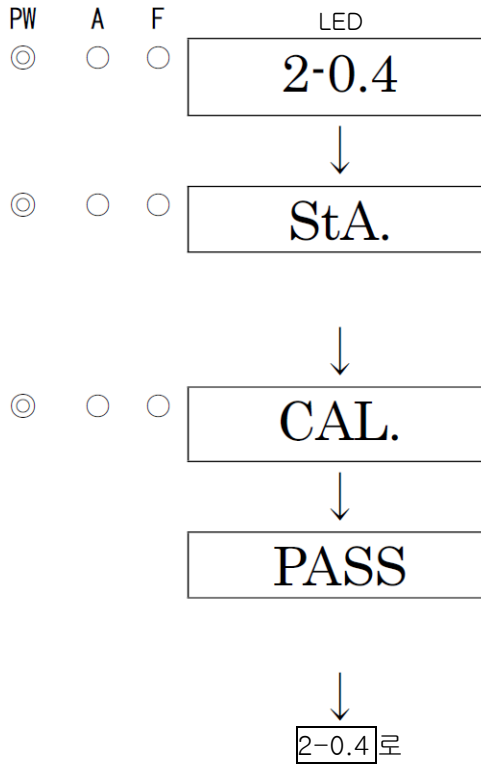 PW A F LED
◎ ○ ○ 2-0.4
↓
◎ ○ ○ StA.
↓
◎ ○ ○ CAL.
↓
PASS
↓
2-0.4로